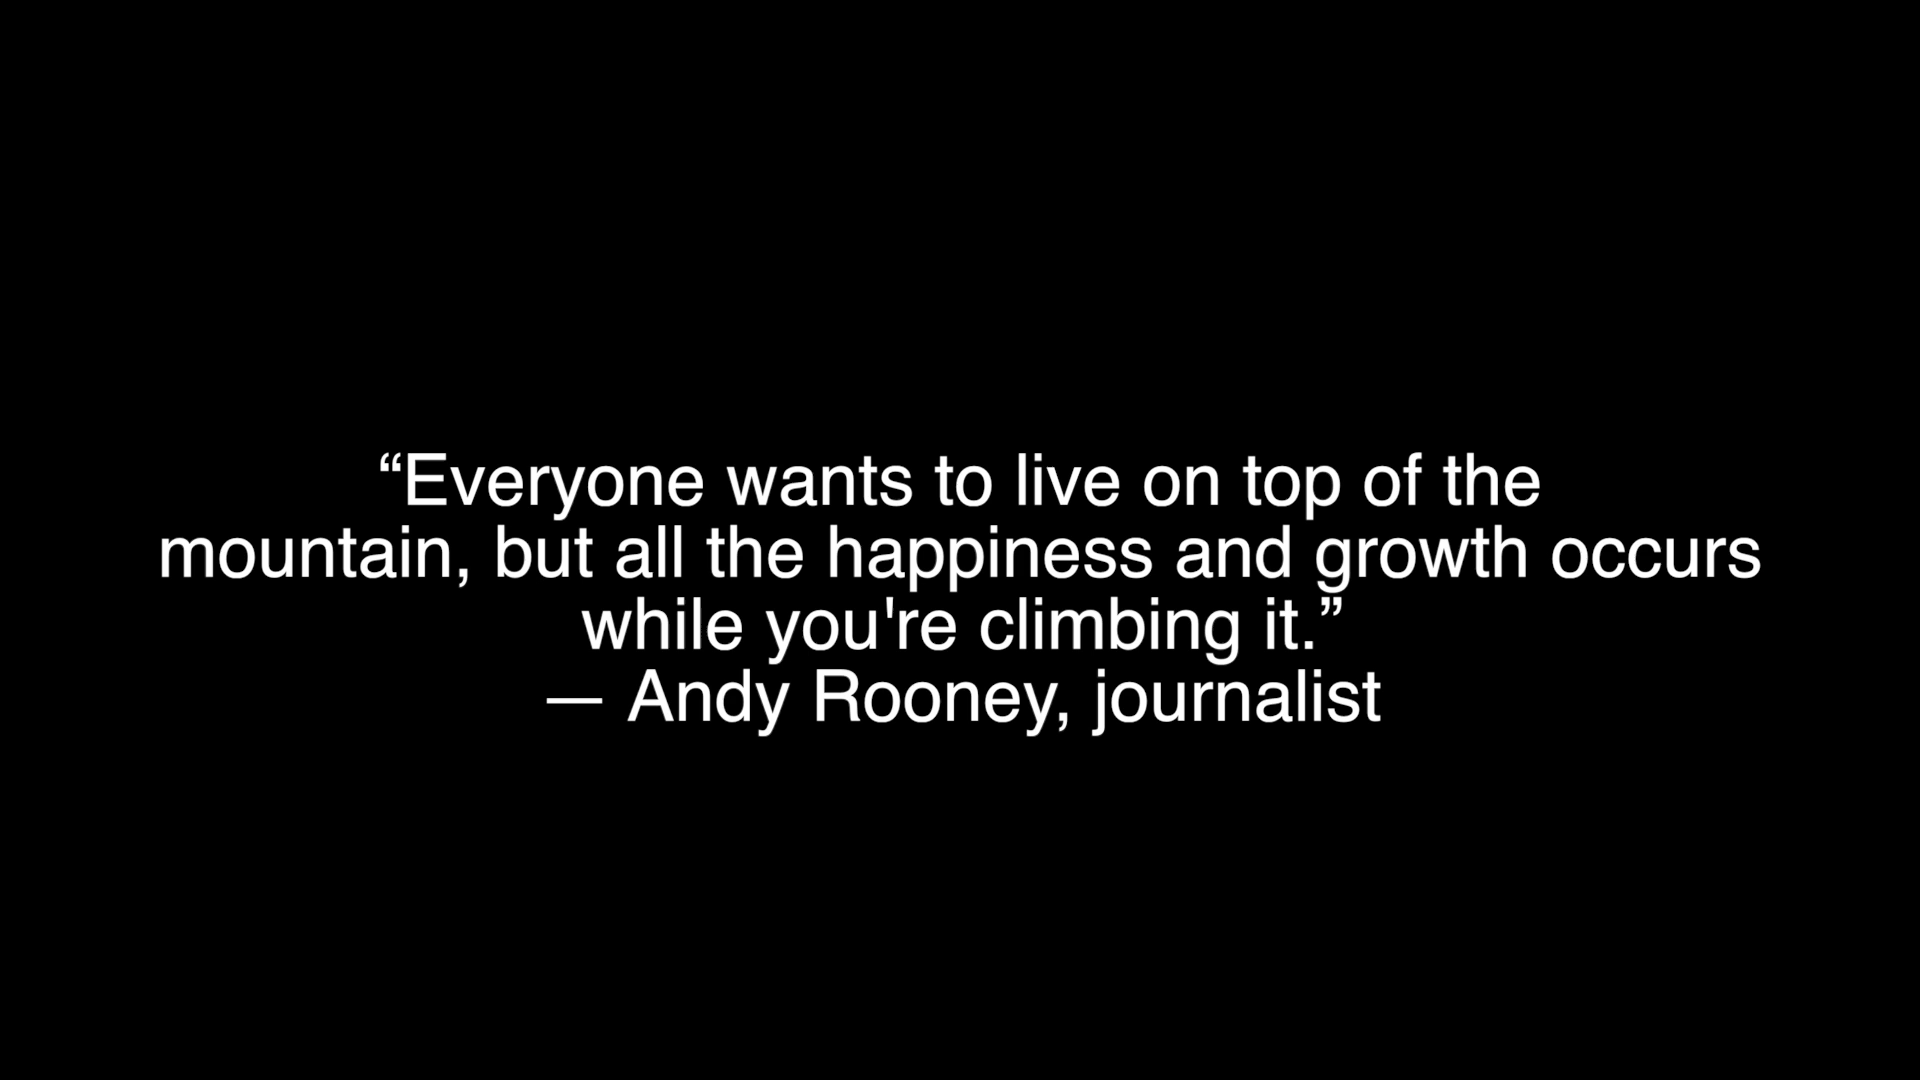 “Everyone wants to live on top of the
mountain, but all the happiness and growth occurs
while you're climbing it.”
— Andy Rooney, journalist